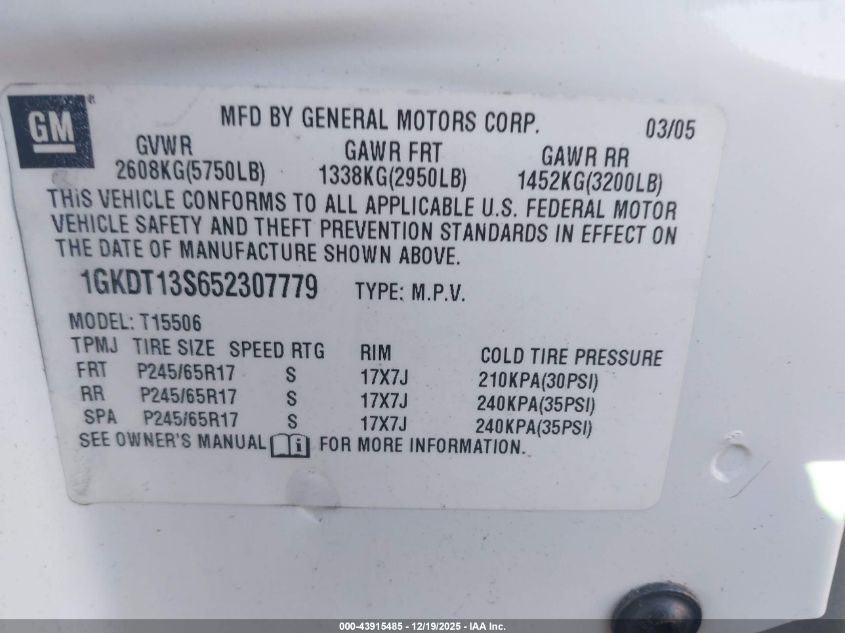 GM
MFD BY GENERAL MOTORS CORP. 03/05
GVWR GAWR FRT GAWR RR
2608KG(5750LB) 1338KG(2950LB) 1452KG(3200LB)
THIS VEHICLE CONFORMS TO ALL APPLICABLE U.S. FEDERAL MOTOR
VEHICLE SAFETY AND THEFT PREVENTION STANDARDS IN EFFECT ON
THE DATE OF MANUFACTURE SHOWN ABOVE.
1GKDT13S652307779 TYPE: M.P.V.
MODEL: T15506
TPMJ TIRE SIZE SPEED RTG RIM COLD TIRE PRESSURE
FRT P245/65R17 S 17X7J 210KPA(30PSI)
RR P245/65R17 S 17X7J 240KPA(35PSI)
SPA P245/65R17 S 17X7J 240KPA(35PSI)
SEE OWNER'S MANUAL i FOR MORE INFORMATION.
000-43915485 - 12/19/2025 - IAA Inc.